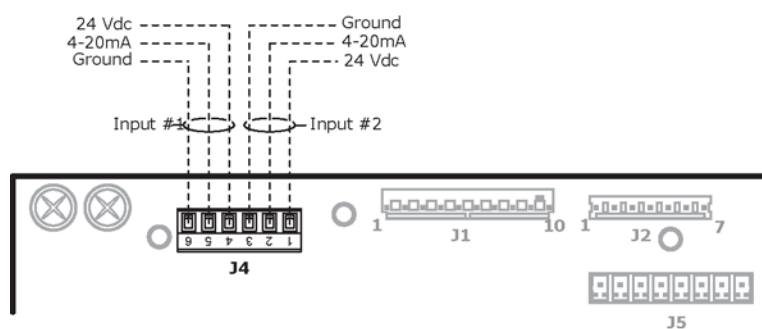 24 Vdc
Ground
4-20mA
4-20mA
Ground
24 Vdc
Input #1
Input #2
6 5 4 3 2 1
J4
1
J1
10
1
J2
7
J5